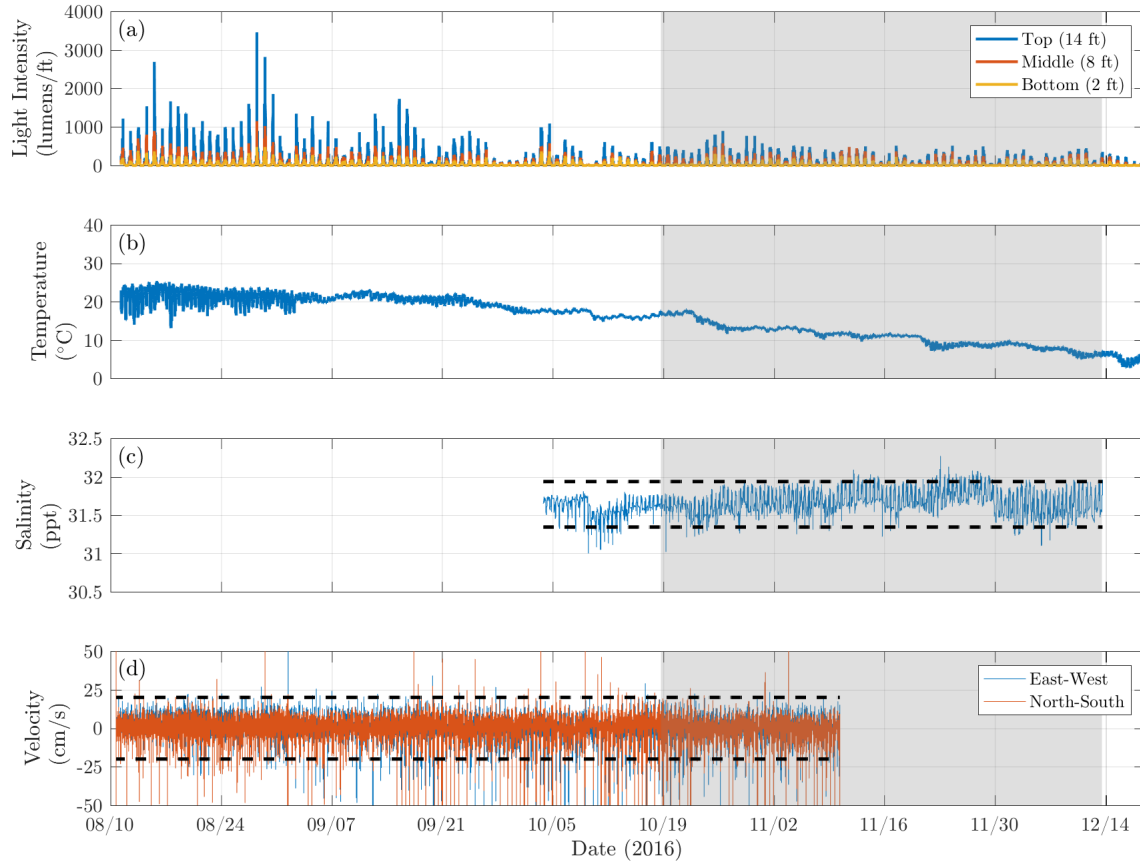 (a)
4000
3000
2000
1000
0
Light Intensity
(lumens/ft)
Top (14 ft)
Middle (8 ft)
Bottom (2 ft)
(b)
40
30
20
10
0
Temperature
(°C)
(c)
32.5
32
31.5
31
30.5
Salinity
(ppt)
(d)
50
25
0
-25
-50
Velocity
(cm/s)
East-West
North-South
08/10 08/24 09/07 09/21 10/05 10/19 11/02 11/16 11/30 12/14
Date (2016)